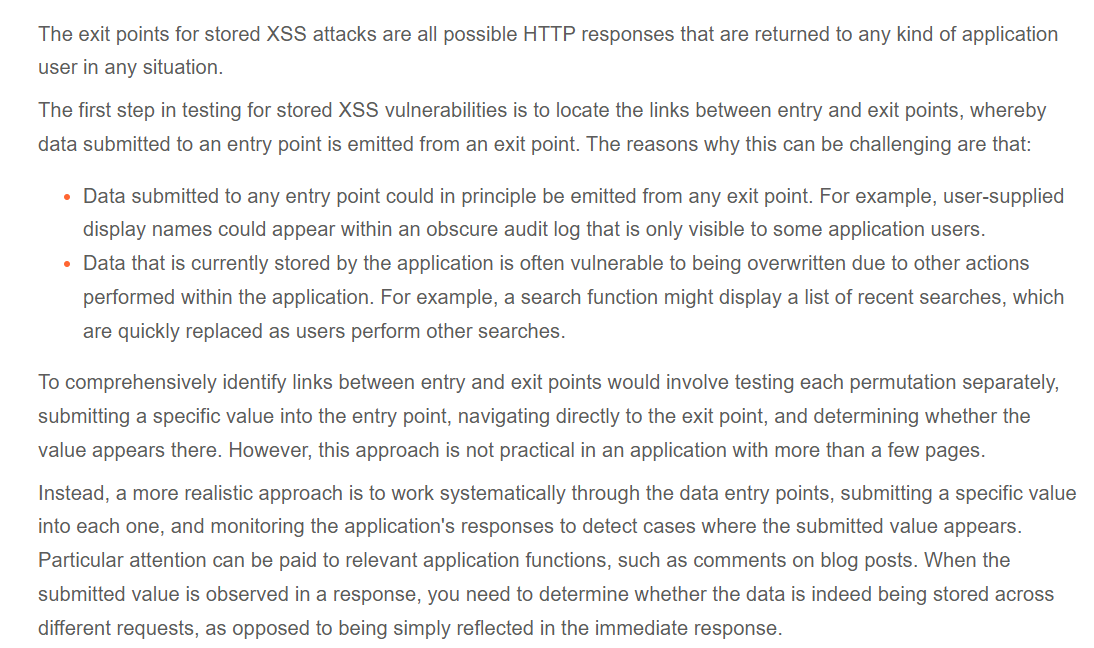 The exit points for stored XSS attacks are all possible HTTP responses that are returned to any kind of application
user in any situation.
The first step in testing for stored XSS vulnerabilities is to locate the links between entry and exit points, whereby
data submitted to an entry point is emitted from an exit point. The reasons why this can be challenging are that:
• Data submitted to any entry point could in principle be emitted from any exit point. For example, user-supplied
display names could appear within an obscure audit log that is only visible to some application users.
• Data that is currently stored by the application is often vulnerable to being overwritten due to other actions
performed within the application. For example, a search function might display a list of recent searches, which
are quickly replaced as users perform other searches.
To comprehensively identify links between entry and exit points would involve testing each permutation separately,
submitting a specific value into the entry point, navigating directly to the exit point, and determining whether the
value appears there. However, this approach is not practical in an application with more than a few pages.
Instead, a more realistic approach is to work systematically through the data entry points, submitting a specific value
into each one, and monitoring the application's responses to detect cases where the submitted value appears.
Particular attention can be paid to relevant application functions, such as comments on blog posts. When the
submitted value is observed in a response, you need to determine whether the data is indeed being stored across
different requests, as opposed to being simply reflected in the immediate response.